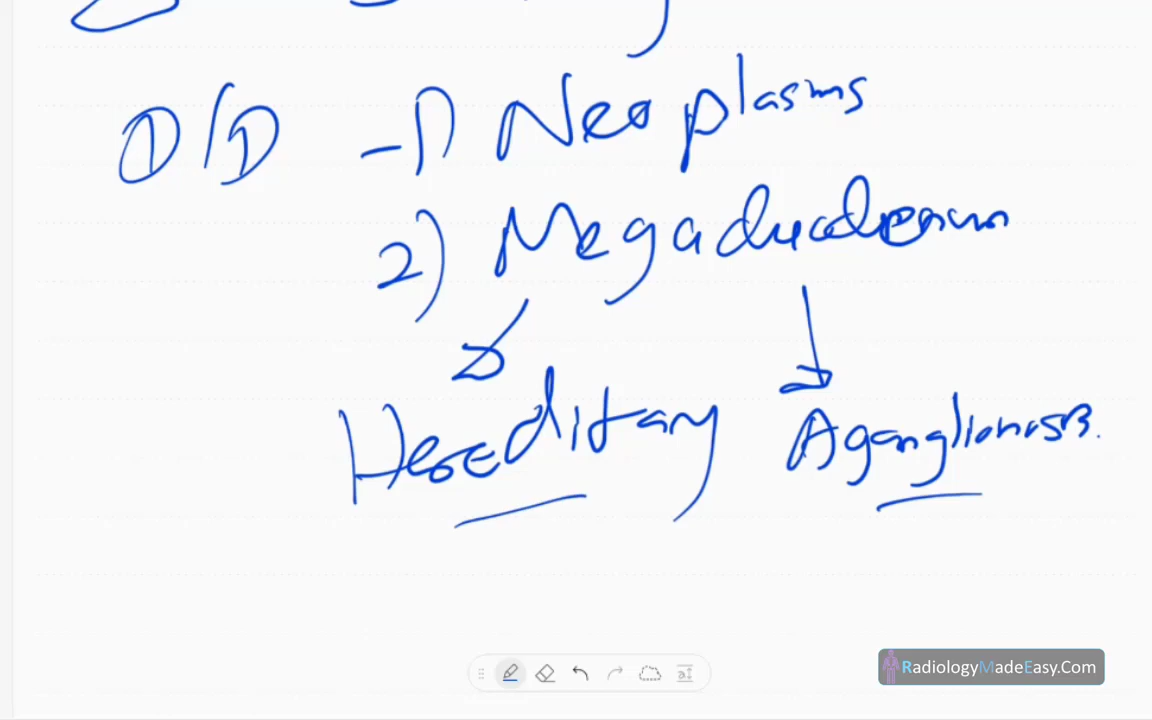 D/D - 1) Neoplasms
2) Megaduodenum
Hereditary Aganglionosis.
RadiologyMadeEasy.Com